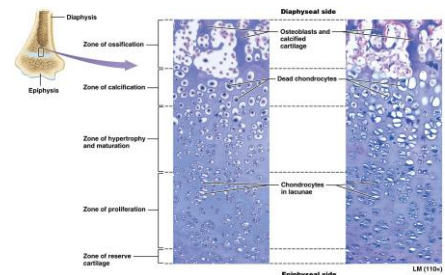 Diaphysis
Epiphysis
Diaphyseal side
Zone of ossification
Osteoblasts and
calcified
cartilage
Zone of calcification
Dead chondrocytes
Zone of hypertrophy
and maturation
Chondrocytes
in lacunae
Zone of proliferation
Zone of reserve
cartilage
Epiphyseal side
LM (110×)